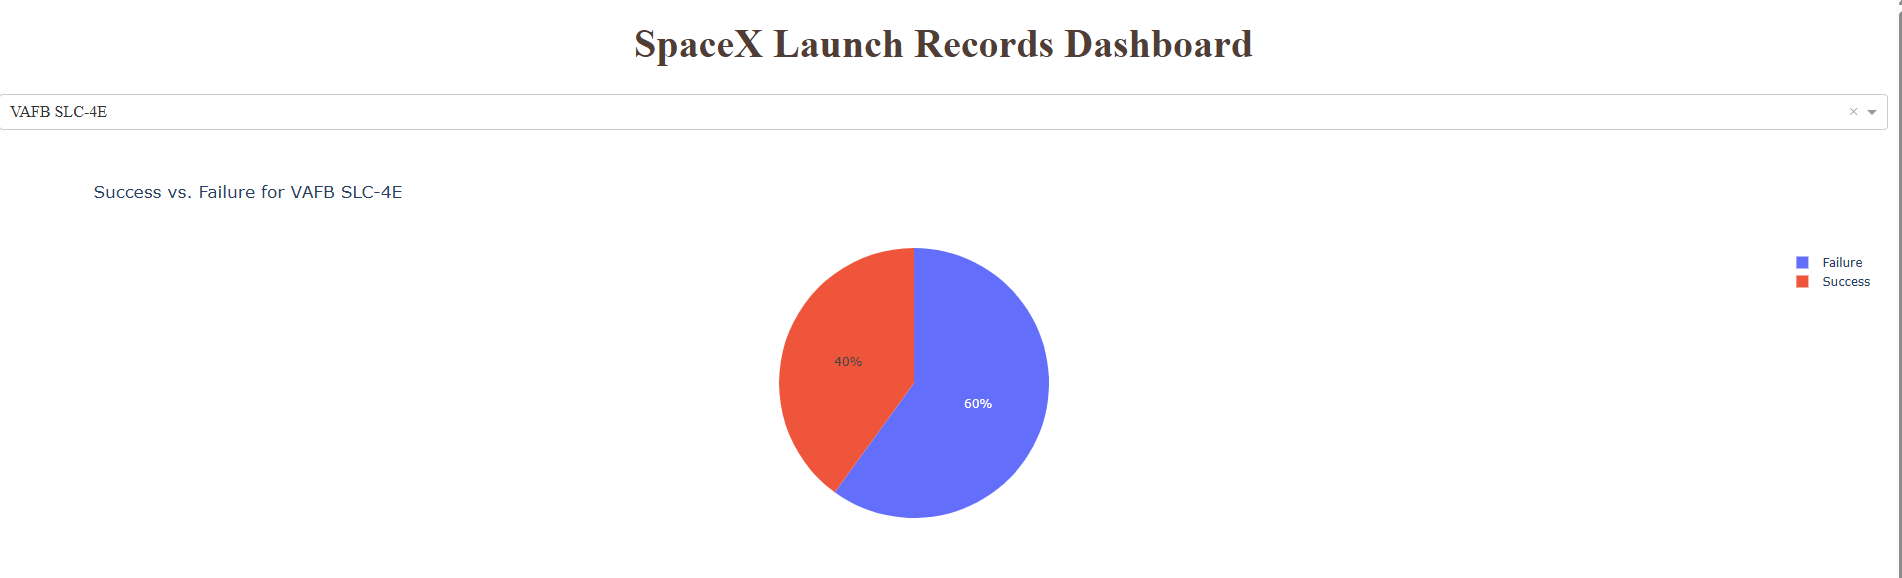 SpaceX Launch Records Dashboard
VAFB SLC-4E
×
Success vs. Failure for VAFB SLC-4E
Failure
Success
40%
60%